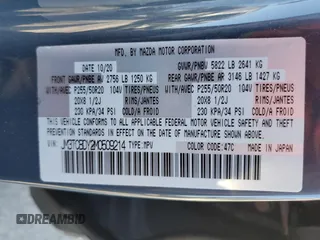 MFD. BY MAZDA MOTOR CORPORATION
DATE 10/20 GVWR/PNBV 5822 LB 2641 KG
FRONT GAWR/PNBE AV 2756 LB 1250 KG REAR GAWR/PNBE AR 3146 LB 1427 KG
P255/50R20 104V TIRES/PNEUS P255/50R20 104V TIRES/PNEUS
20X8 1/2J RIMS/JANTES 20X8 1/2J RIMS/JANTES
230 KPA/34 PSI COLD/A FROID 230 KPA/34 PSI COLD/A FROID
THIS VEHICLE CONFORMS TO ALL APPLICABLE FEDERAL MOTOR
VEHICLE SAFETY, BUMPER, AND THEFT PREVENTION STANDARDS
IN EFFECT ON THE DATE OF MANUFACTURE SHOWN ABOVE.
TYPE:MPV COLOR CODE:47C MADE IN JAPAN
DREAMBID